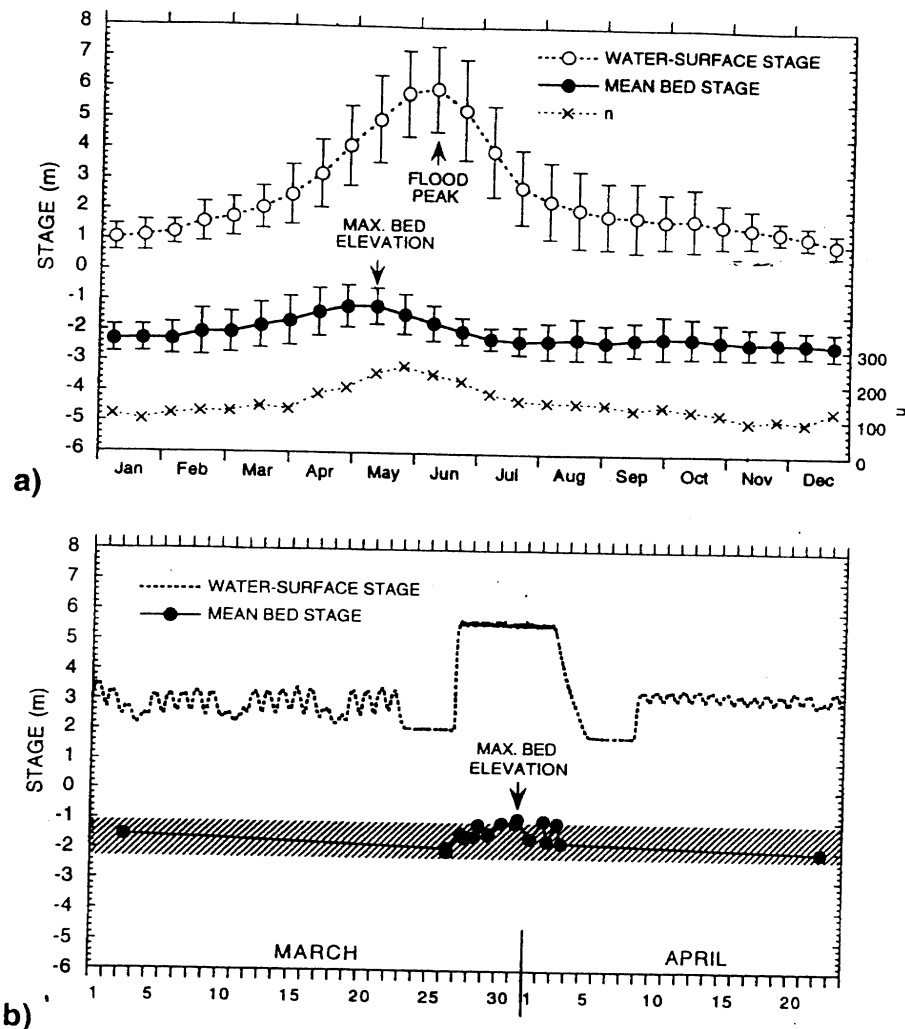 8
7
6
5
4
3
2
1
0
-1
-2
-3
-4
-5
-6
STAGE (m)
WATER-SURFACE STAGE
MEAN BED STAGE
n
FLOOD
PEAK
MAX. BED
ELEVATION
300
200
100
0
n
Jan Feb Mar Apr May Jun Jul Aug Sep Oct Nov Dec
a)
8
7
6
5
4
3
2
1
0
-1
-2
-3
-4
-5
-6
STAGE (m)
WATER-SURFACE STAGE
MEAN BED STAGE
MAX. BED
ELEVATION
MARCH APRIL
1 5 10 15 20 25 30 1 5 10 15 20
b)